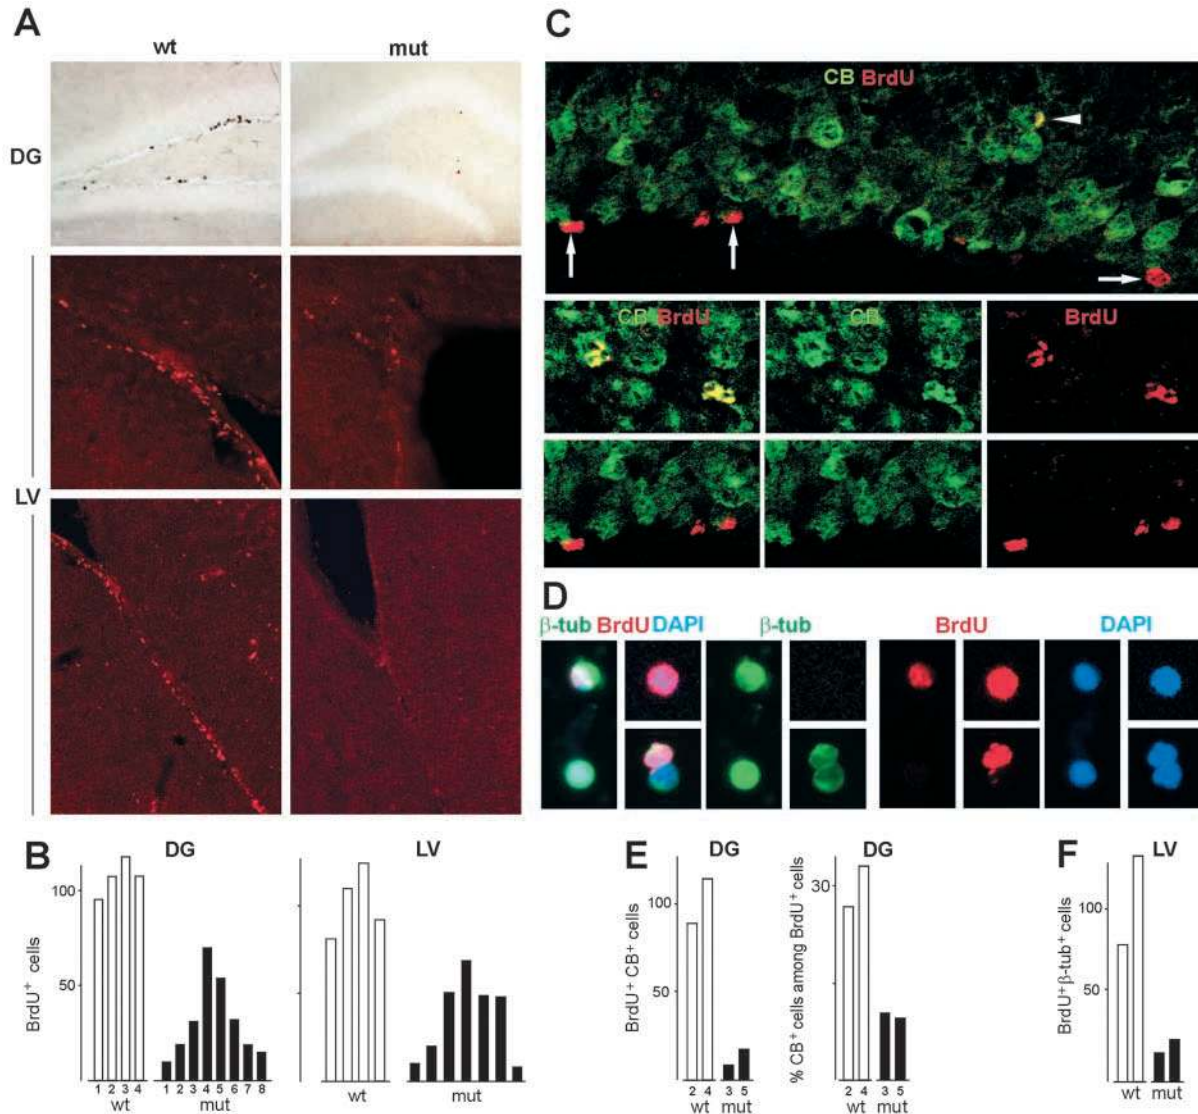 A
wt mut
DG
LV
C
CB BrdU
CB BrdU CB BrdU
D
β-tub BrdU DAPI β-tub BrdU DAPI
B
DG LV
BrdU+ cells
100
50
1 2 3 4 1 2 3 4 5 6 7 8
wt mut wt mut
E
DG DG
BrdU+ CB+ cells
100
50
2 4 3 5
wt mut
% CB+ cells among BrdU+ cells
30
2 4 3 5
wt mut
F
LV
BrdU+β-tub+ cells
100
50
wt mut